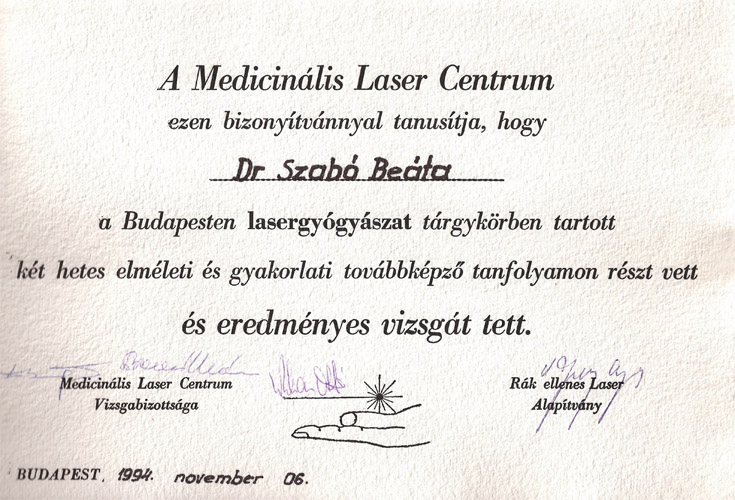 A Medicinális Laser Centrum
ezen bizonyítvánnyal tanusítja, hogy
Dr Szabó Beáta
a Budapesten lasergyógyászat tárgykörben tartott
két hetes elméleti és gyakorlati továbbképző tanfolyamon részt vett
és eredményes vizsgát tett.
Medicinális Laser Centrum
Vizsgabizottsága
Rák ellenes Laser
Alapítvány
BUDAPEST, 1994. november 06.